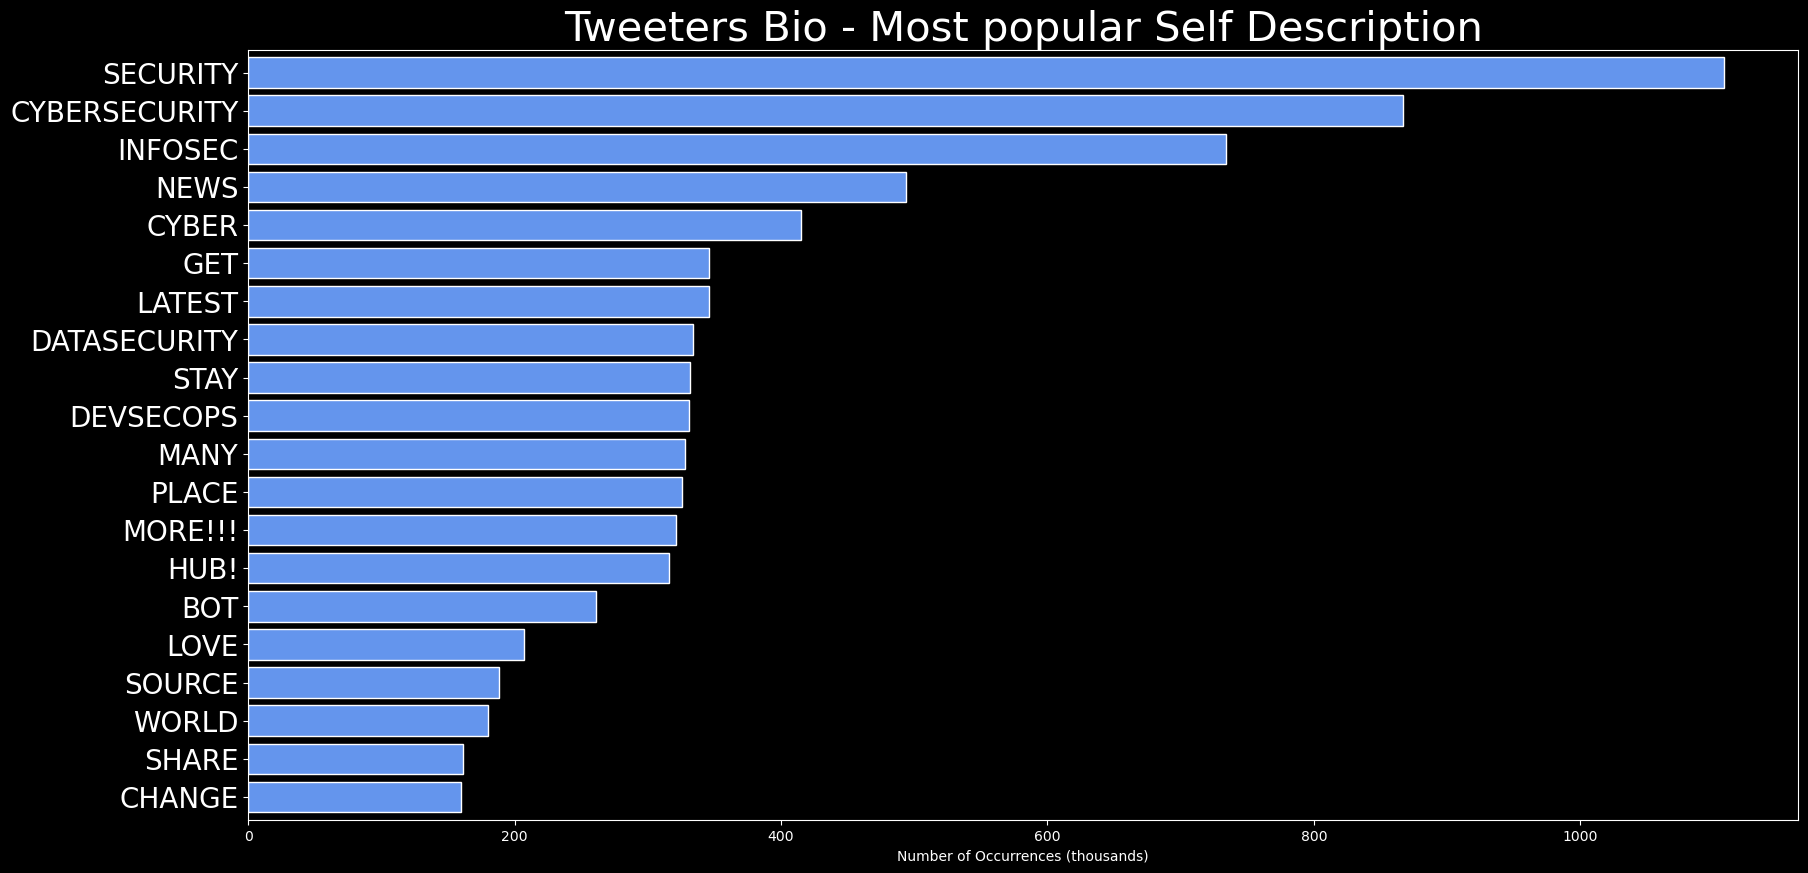 Tweeters Bio - Most popular Self Description
SECURITY
CYBERSECURITY
INFOSEC
NEWS
CYBER
GET
LATEST
DATASECURITY
STAY
DEVSECOPS
MANY
PLACE
MORE!!!
HUB!
BOT
LOVE
SOURCE
WORLD
SHARE
CHANGE
0 200 400 600 800 1000
Number of Occurrences (thousands)